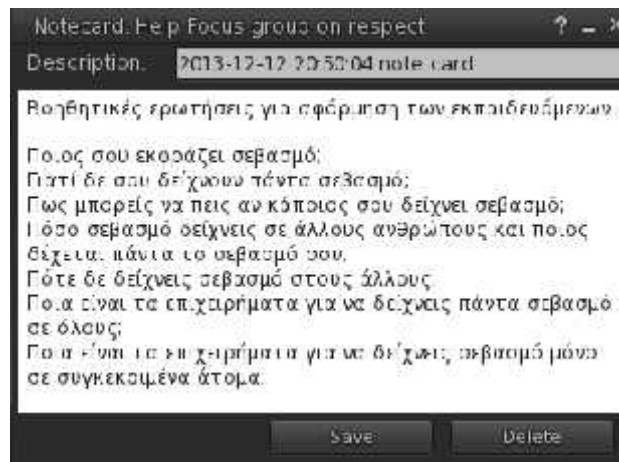 Notecard: Help Focus group on respect
Description: 2013-12-12 20:50:04 note card
Βοηθητικές ερωτήσεις για αφόρμηση των εκπαιδευόμενων
Ποιος σου εκφράζει σεβασμό;
Γιατί δε σου δείχνουν πάντα σεβασμό;
Πως μπορείς να πεις αν κάποιος σου δείχνει σεβασμό;
Πόσο σεβασμό δείχνεις σε άλλους ανθρώπους και ποιος
δέχεται πάντα το σεβασμό σου;
Πότε δε δείχνεις σεβασμό στους άλλους;
Ποια είναι τα επιχειρήματα για να δείχνεις πάντα σεβασμό
σε όλους;
Ποια είναι τα επιχειρήματα για να δείχνεις σεβασμό μόνο
σε συγκεκριμένα άτομα;
Save Delete